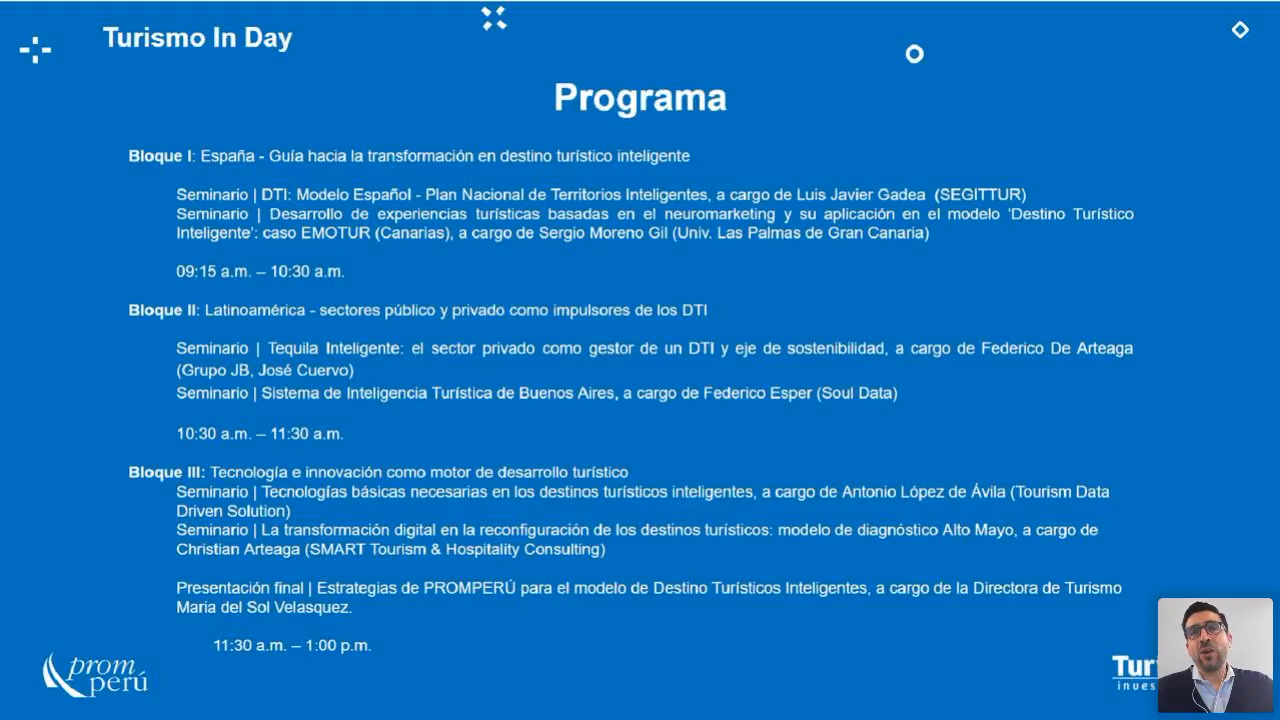 Turismo In Day
Programa
Bloque I: España - Guía hacia la transformación en destino turístico inteligente
Seminario | DTI: Modelo Español - Plan Nacional de Territorios Inteligentes, a cargo de Luis Javier Gadea (SEGITTUR)
Seminario | Desarrollo de experiencias turísticas basadas en el neuromarketing y su aplicación en el modelo ‘Destino Turístico
Inteligente’: caso EMOTUR (Canarias), a cargo de Sergio Moreno Gil (Univ. Las Palmas de Gran Canaria)
09:15 a.m. – 10:30 a.m.
Bloque II: Latinoamérica - sectores público y privado como impulsores de los DTI
Seminario | Tequila Inteligente: el sector privado como gestor de un DTI y eje de sostenibilidad, a cargo de Federico De Arteaga
(Grupo JB, José Cuervo)
Seminario | Sistema de Inteligencia Turística de Buenos Aires, a cargo de Federico Esper (Soul Data)
10:30 a.m. – 11:30 a.m.
Bloque III: Tecnología e innovación como motor de desarrollo turístico
Seminario | Tecnologías básicas necesarias en los destinos turísticos inteligentes, a cargo de Antonio López de Ávila (Tourism Data
Driven Solution)
Seminario | La transformación digital en la reconfiguración de los destinos turísticos: modelo de diagnóstico Alto Mayo, a cargo de
Christian Arteaga (SMART Tourism & Hospitality Consulting)
Presentación final | Estrategias de PROMPERÚ para el modelo de Destino Turísticos Inteligentes, a cargo de la Directora de Turismo
Maria del Sol Velasquez.
11:30 a.m. – 1:00 p.m.
prom
perú